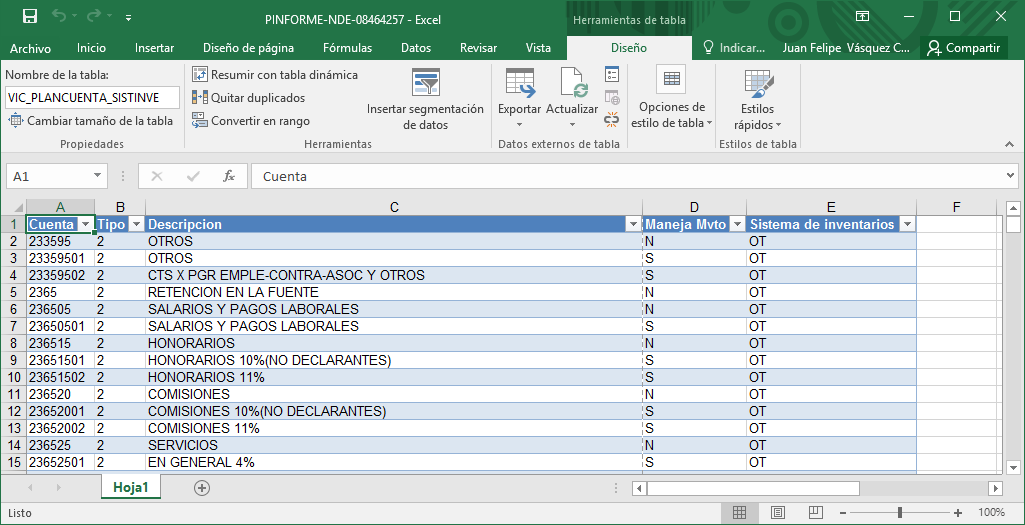 PINFORME-NDE-08464257 - Excel
Herramientas de tabla
Archivo Inicio Insertar Diseño de página Fórmulas Datos Revisar Vista Diseño Indicar... Juan Felipe Vásquez C... Compartir
Nombre de la tabla:
VIC_PLANCUENTA_SISTINVE
Cambiar tamaño de la tabla
Propiedades
Resumir con tabla dinámica
Quitar duplicados
Convertir en rango
Insertar segmentación
de datos
Herramientas
Exportar Actualizar
Datos externos de tabla
Opciones de
estilo de tabla
Estilos
rápidos
Estilos de tabla
A1 fx Cuenta
A B C D E F
1 Cuenta Tipo Descripcion Maneja Mvto Sistema de inventarios
2 233595 2 OTROS N OT
3 23359501 2 OTROS S OT
4 23359502 2 CTS X PGR EMPLE-CONTRA-ASOC Y OTROS S OT
5 2365 2 RETENCION EN LA FUENTE N OT
6 236505 2 SALARIOS Y PAGOS LABORALES N OT
7 23650501 2 SALARIOS Y PAGOS LABORALES S OT
8 236515 2 HONORARIOS N OT
9 23651501 2 HONORARIOS 10%(NO DECLARANTES) S OT
10 23651502 2 HONORARIOS 11% S OT
11 236520 2 COMISIONES N OT
12 23652001 2 COMISIONES 10%(NO DECLARANTES) S OT
13 23652002 2 COMISIONES 11% S OT
14 236525 2 SERVICIOS N OT
15 23652501 2 EN GENERAL 4% S OT
Hoja1
Listo
100%